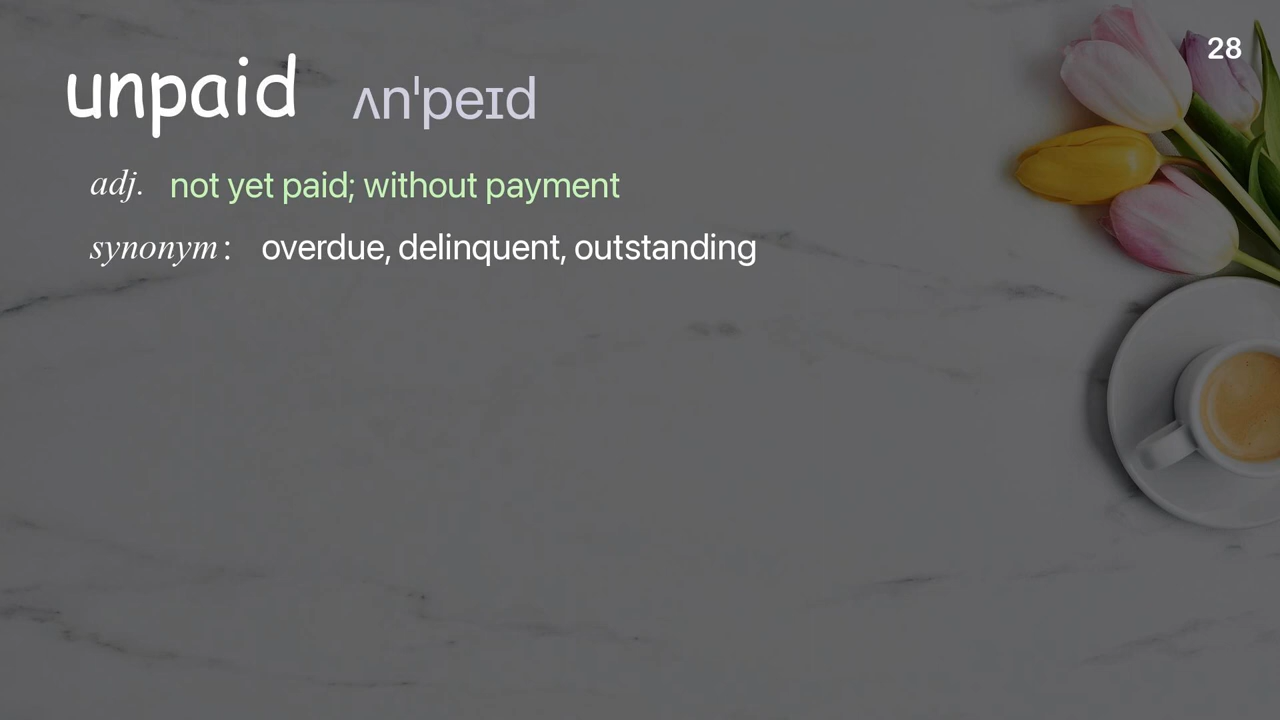 28
unpaid ʌnˈpeɪd
adj. not yet paid; without payment
synonym: overdue, delinquent, outstanding